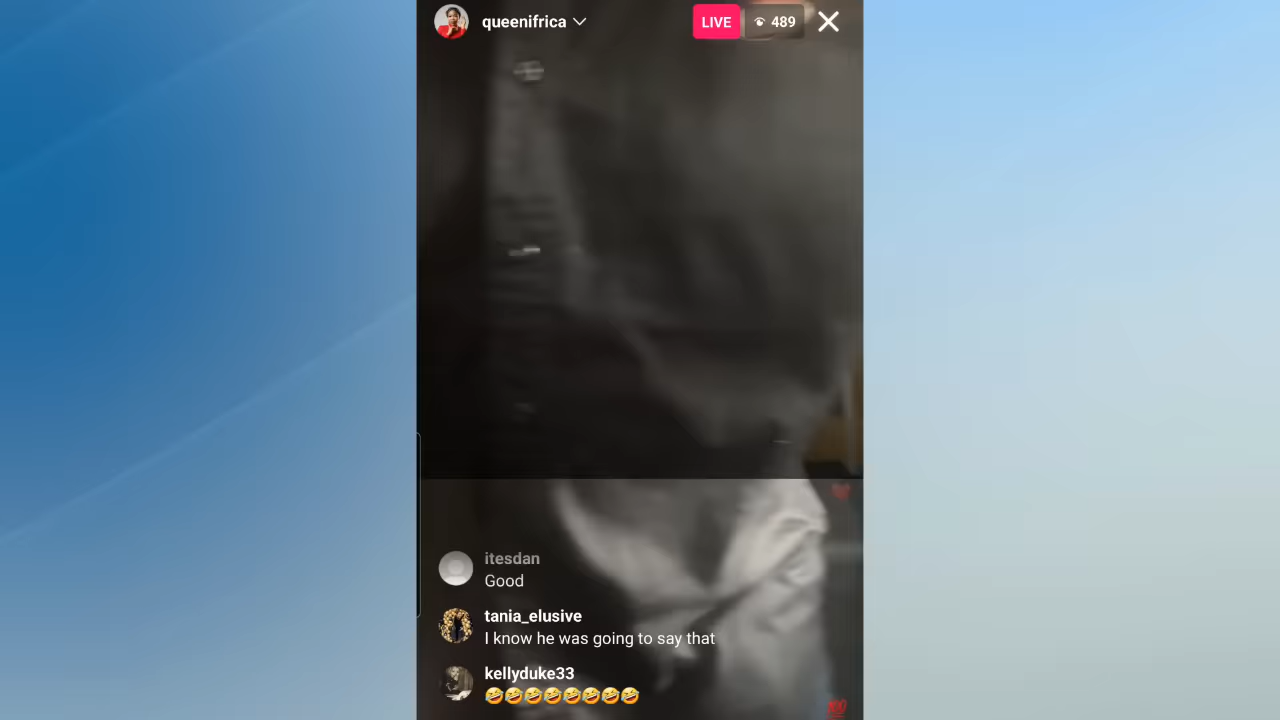 queenifrica
LIVE
489
itesdan
Good
tania_elusive
I know he was going to say that
kellyduke33
🤣🤣🤣🤣🤣🤣🤣🤣
💯